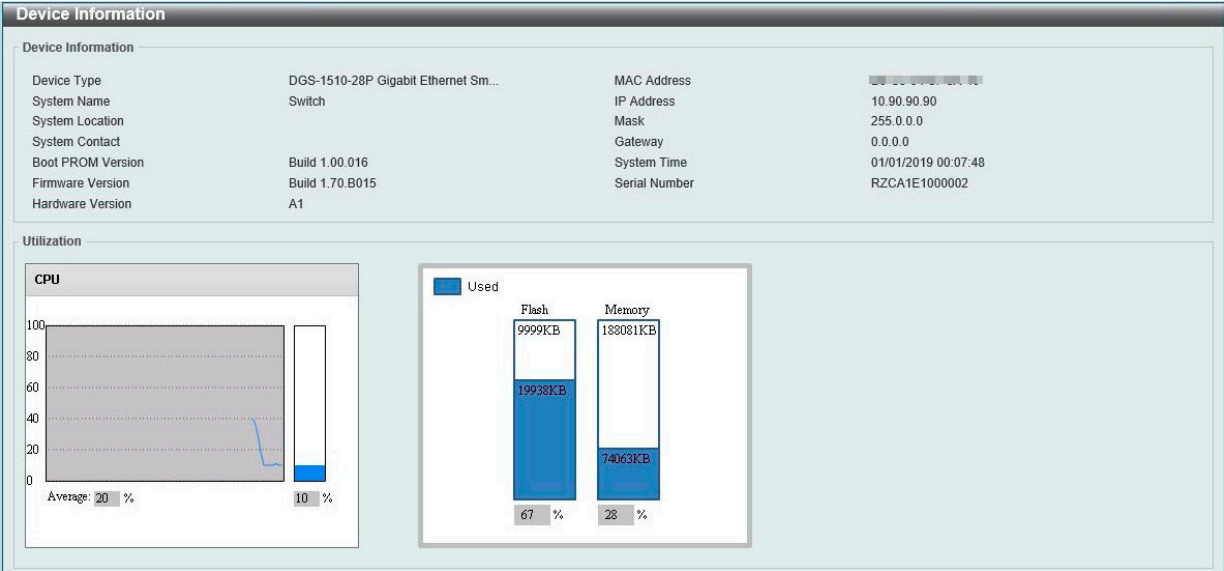 Device Information
Device Information
Device Type DGS-1510-28P Gigabit Ethernet Sm... MAC Address
System Name Switch IP Address 10.90.90.90
System Location Mask 255.0.0.0
System Contact Gateway 0.0.0.0
Boot PROM Version Build 1.00.016 System Time 01/01/2019 00:07:48
Firmware Version Build 1.70.B015 Serial Number RZCA1E1000002
Hardware Version A1
Utilization
CPU
100
80
60
40
20
0
Average: 20 %
10 %
Used
Flash Memory
9999KB 188081KB
19938KB
74063KB
67 % 28 %